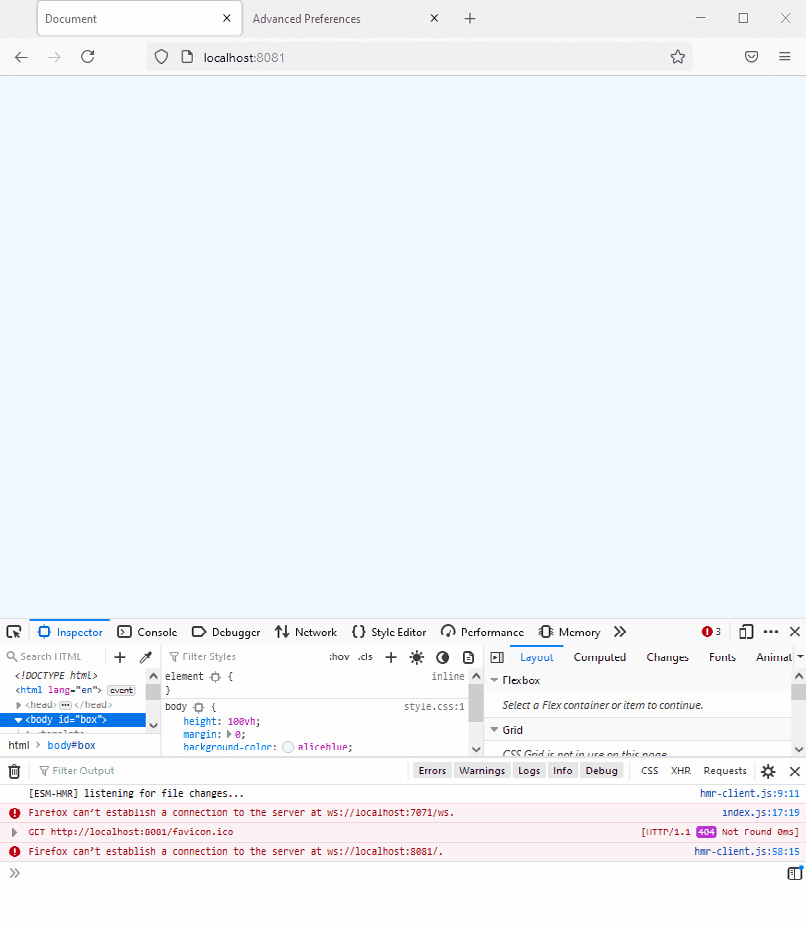 Document
Advanced Preferences
localhost:8081
Inspector Console Debugger Network Style Editor Performance Memory 3
Search HTML
<!DOCTYPE html>
<html lang="en"> event
<head> </head>
<body id="box">
html body#box
Filter Styles :hov .cls
element { inline
}
body { style.css:1
height: 100vh;
margin: 0;
background-color: aliceblue;
Layout Computed Changes Fonts Animat
Flexbox
Select a Flex container or item to continue.
Grid
CSS Grid is not in use on this page
Filter Output Errors Warnings Logs Info Debug CSS XHR Requests
[ESM-HMR] listening for file changes... hmr-client.js:9:11
Firefox can’t establish a connection to the server at ws://localhost:7071/ws. index.js:17:19
GET http://localhost:8081/favicon.ico [HTTP/1.1 404 Not Found 0ms]
Firefox can’t establish a connection to the server at ws://localhost:8081/. hmr-client.js:58:15